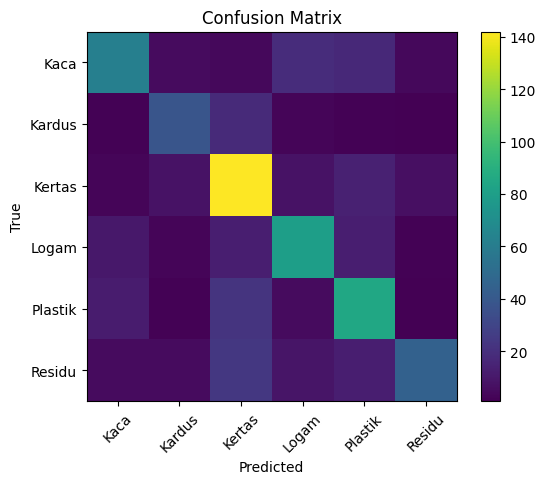 Confusion Matrix
Kaca
Kardus
Kertas
Logam
Plastik
Residu
True
Kaca
Kardus
Kertas
Logam
Plastik
Residu
Predicted
140
120
100
80
60
40
20